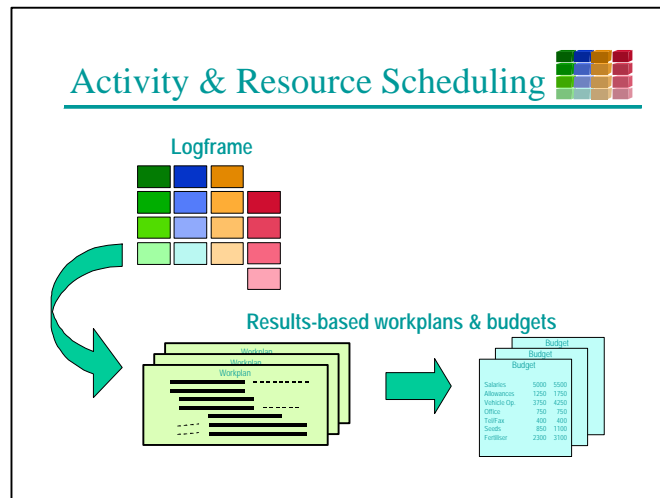 Activity & Resource Scheduling
Logframe
Results-based workplans & budgets
Workplan
Workplan
Workplan
Budget
Budget
Budget
Salaries 5000 5500
Allowances 1250 1750
Vehicle Op. 3750 4250
Office 750 750
Tel/Fax 400 400
Seeds 850 1100
Fertiliser 2300 3100